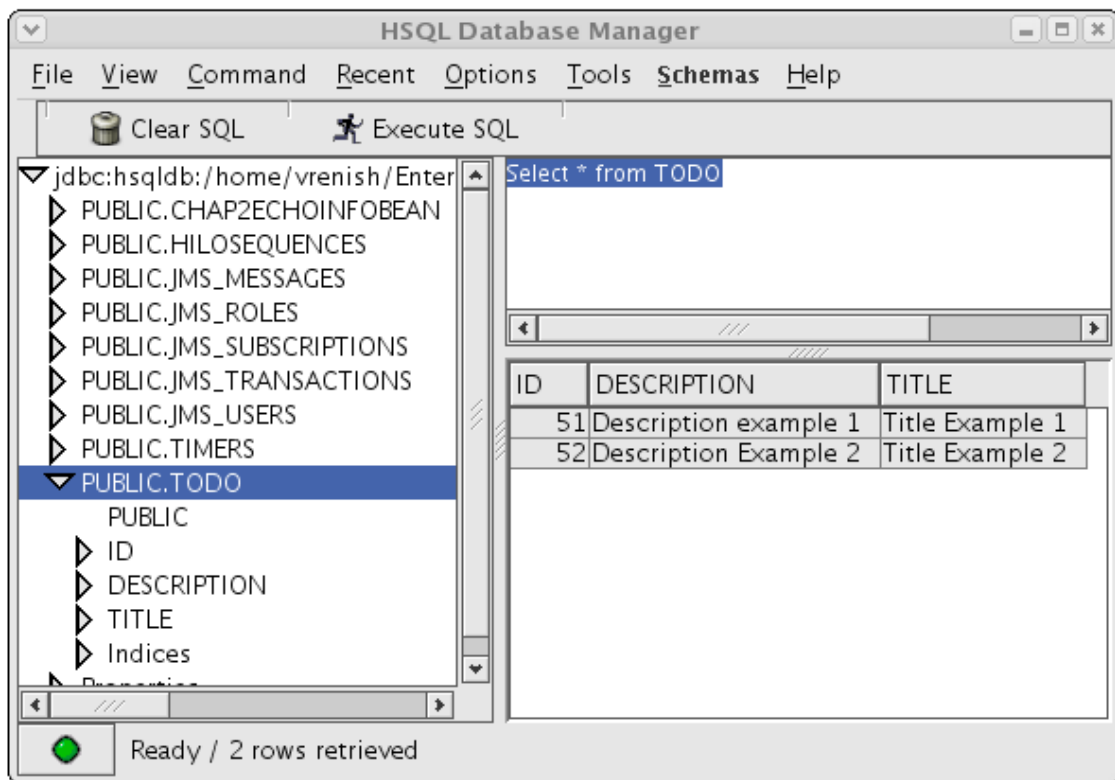 HSQL Database Manager
File View Command Recent Options Tools Schemas Help
Clear SQL Execute SQL
jdbc:hsqldb:/home/vrenish/Enter
PUBLIC.CHAP2ECHOINFOBEAN
PUBLIC.HILOSEQUENCES
PUBLIC.JMS_MESSAGES
PUBLIC.JMS_ROLES
PUBLIC.JMS_SUBSCRIPTIONS
PUBLIC.JMS_TRANSACTIONS
PUBLIC.JMS_USERS
PUBLIC.TIMERS
PUBLIC.TODO
PUBLIC
ID
DESCRIPTION
TITLE
Indices
Properties
Select * from TODO
ID DESCRIPTION TITLE
51 Description example 1 Title Example 1
52 Description Example 2 Title Example 2
Ready / 2 rows retrieved